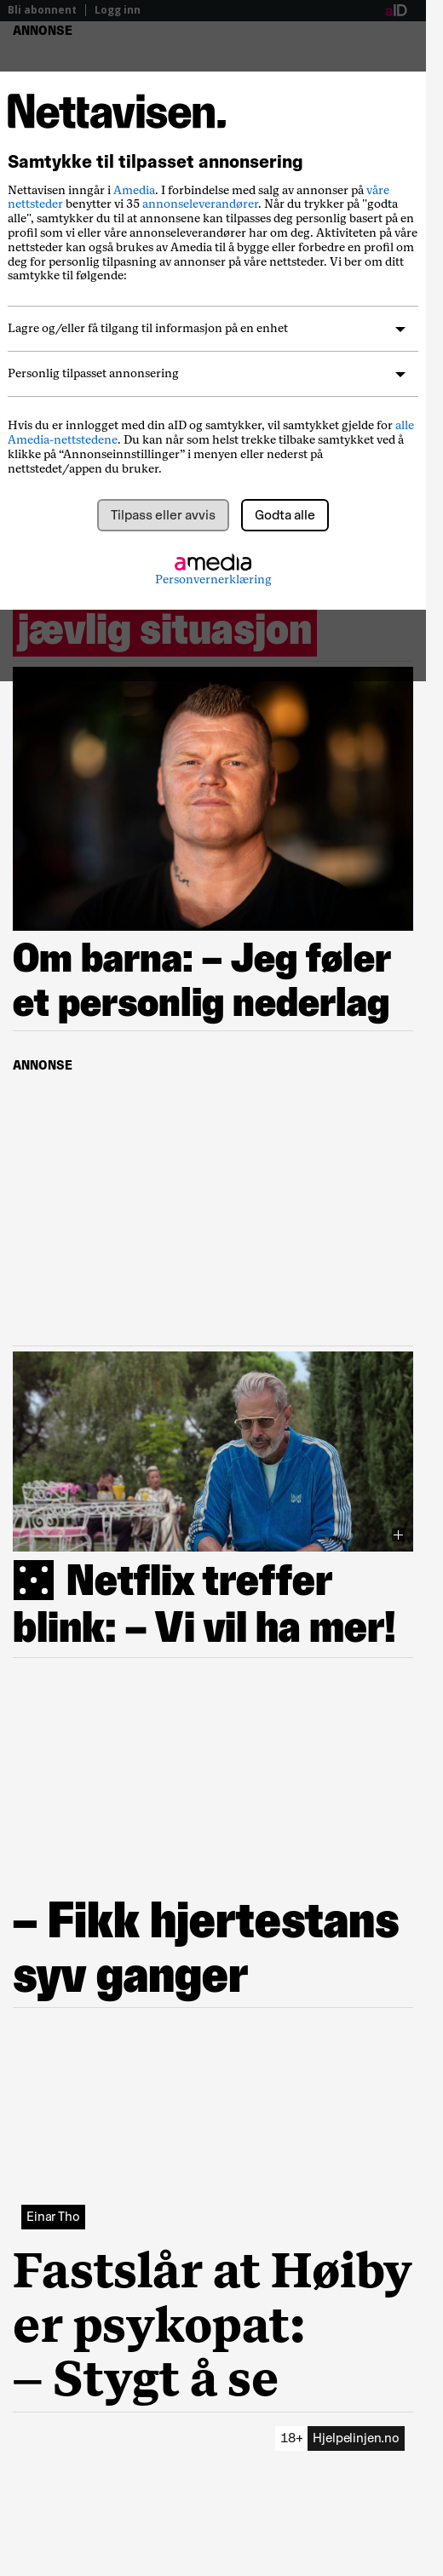 Bli abonnent | Logg inn
aID
ANNONSE
Nettavisen.
Samtykke til tilpasset annonsering
Nettavisen inngår i Amedia. I forbindelse med salg av annonser på våre
nettsteder benytter vi 35 annonseleverandører. Når du trykker på "godta
alle", samtykker du til at annonsene kan tilpasses deg personlig basert på en
profil som vi eller våre annonseleverandører har om deg. Aktiviteten på våre
nettsteder kan også brukes av Amedia til å bygge eller forbedre en profil om
deg for personlig tilpasning av annonser på våre nettsteder. Vi ber om ditt
samtykke til følgende:
Lagre og/eller få tilgang til informasjon på en enhet
Personlig tilpasset annonsering
Hvis du er innlogget med din aID og samtykker, vil samtykket gjelde for alle
Amedia-nettstedene. Du kan når som helst trekke tilbake samtykket ved å
klikke på “Annonseinnstillinger” i menyen eller nederst på
nettstedet/appen du bruker.
Tilpass eller avvis
Godta alle
amedia
Personvernerklæring
jævlig situasjon
Om barna: – Jeg føler
et personlig nederlag
ANNONSE
Netflix treffer
blink: – Vi vil ha mer!
– Fikk hjertestans
syv ganger
Einar Tho
Fastslår at Høiby
er psykopat:
– Stygt å se
18+ Hjelpelinjen.no